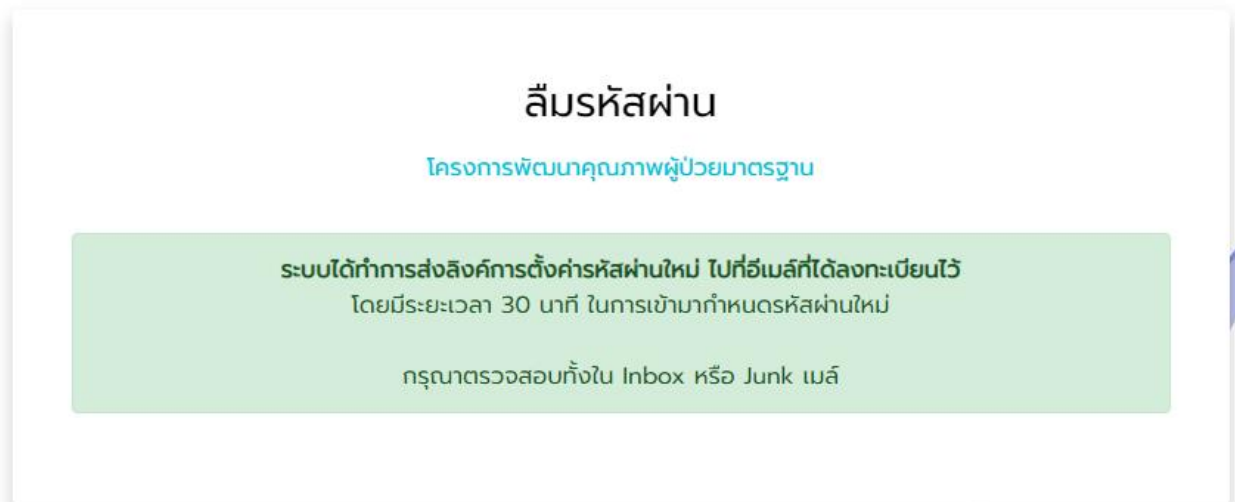 ลืมรหัสผ่าน
โครงการพัฒนาคุณภาพผู้ป่วยมาตรฐาน
ระบบได้ทำการส่งลิงค์การตั้งค่ารหัสผ่านใหม่ ไปที่อีเมล์ที่ได้ลงทะเบียนไว้
โดยมีระยะเวลา 30 นาที ในการเข้ามากำหนดรหัสผ่านใหม่
กรุณาตรวจสอบทั้งใน Inbox หรือ Junk เมล์